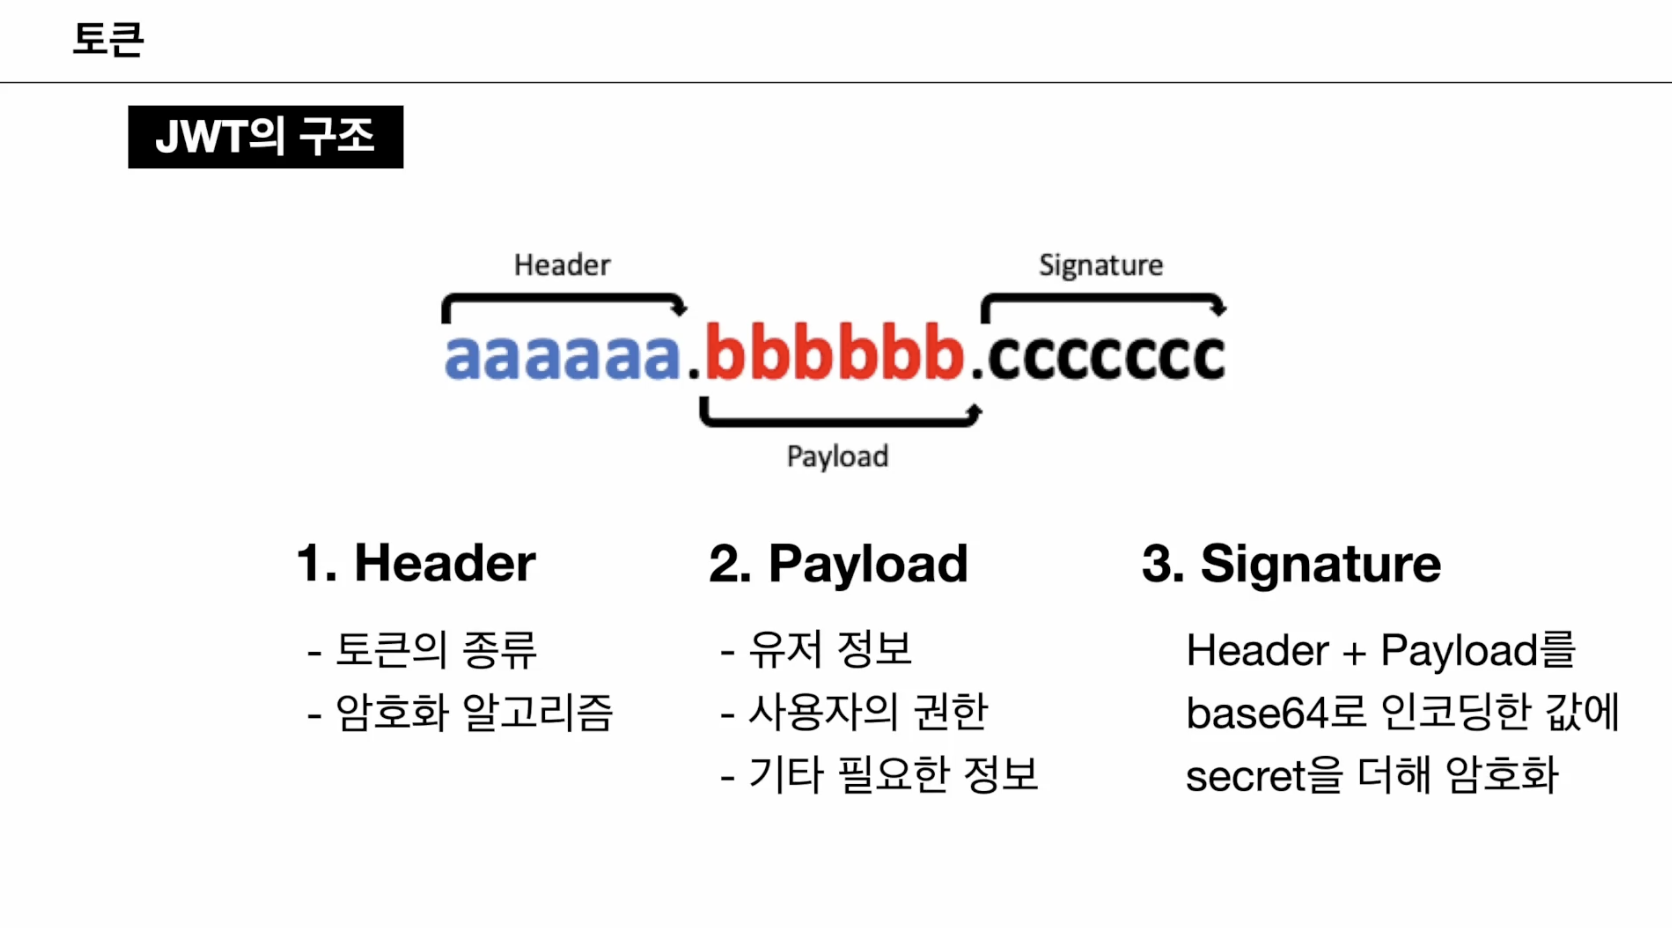 토큰
JWT의 구조
Header
Signature
aaaaaa.bbbbbb.ccccccc
Payload
1. Header
- 토큰의 종류
- 암호화 알고리즘
2. Payload
- 유저 정보
- 사용자의 권한
- 기타 필요한 정보
3. Signature
Header + Payload를
base64로 인코딩한 값에
secret을 더해 암호화